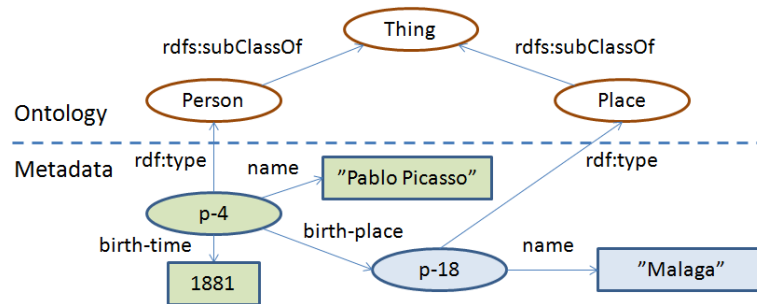 Thing
rdfs:subClassOf
rdfs:subClassOf
Person
Place
Ontology
Metadata
rdf:type
name
rdf:type
"Pablo Picasso"
p-4
birth-time
birth-place
name
1881
p-18
"Malaga"